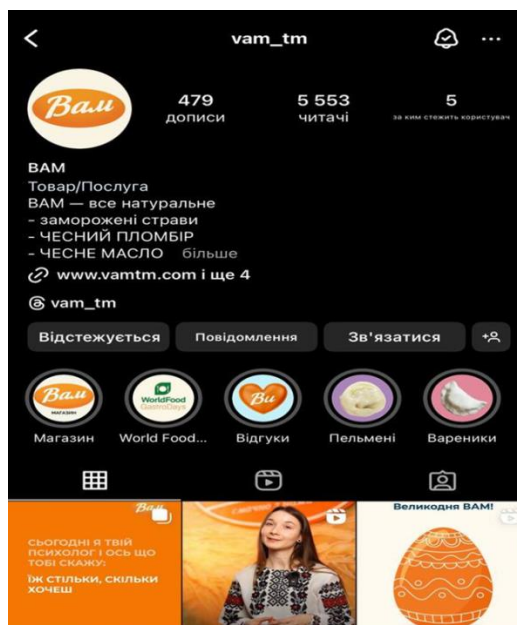 vam_tm
Вам
479
5 553
5
дописи
читачі
за ким стежить користувач
ВАМ
Товар/Послуга
ВАМ — все натуральне
- заморожені страви
- ЧЕСНИЙ ПЛОМБІР
- ЧЕСНЕ МАСЛО більше
www.vamtm.com і ще 4
vam_tm
Відстежується
Повідомлення
Зв'язатися
Вам
МАГАЗИН
WorldFood
GastroDays
Ви
Магазин
World Food...
Відгуки
Пельмені
Вареники
Вам
СЬОГОДНІ Я ТВІЙ
ПСИХОЛОГ І ОСЬ ЩО
ТОБІ СКАЖУ:
ЇЖ СТІЛЬКИ, СКІЛЬКИ
ХОЧЕШ
Великодня ВАМ!